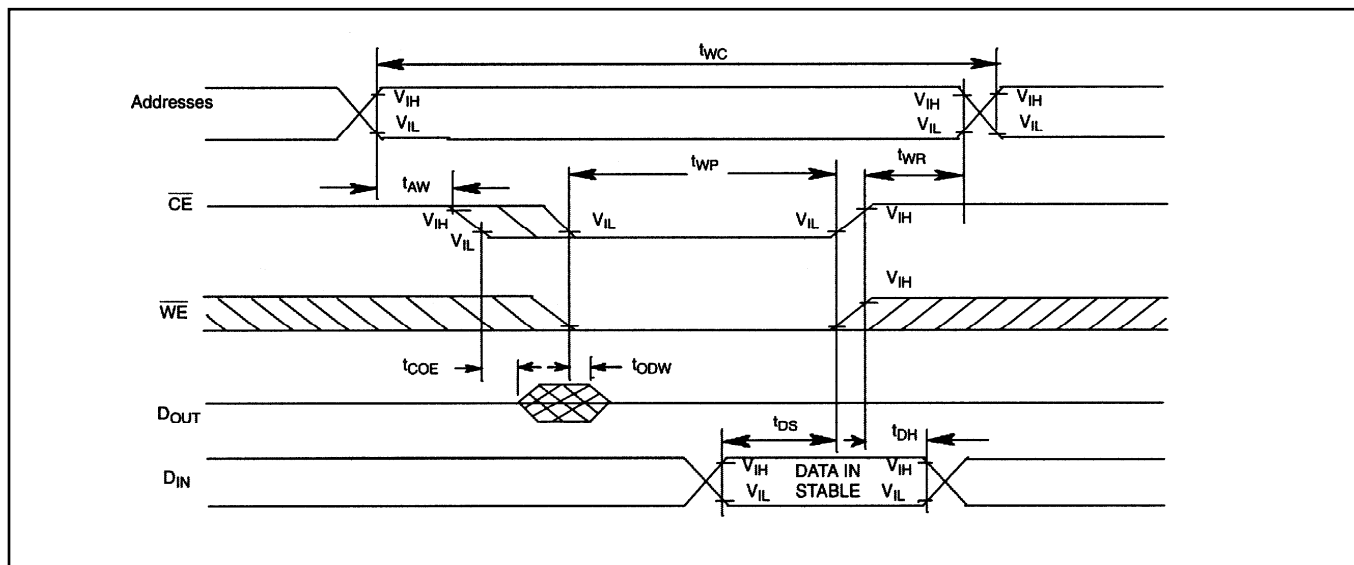 tWC
Addresses
VIH VIH VIH
VIL VIL VIL
tWP tWR
tAW
CE
VIH VIL VIL VIH
VIL
VIH
WE
tCOE tODW
DOUT
tDS tDH
DIN
VIH DATA IN VIH
VIL STABLE VIL